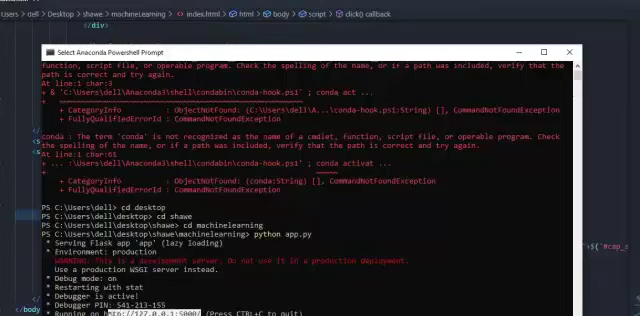 Users > dell > Desktop > shawe > machineLearning > index.html > html > body > script > click() callback
</div>
Select Anaconda Powershell Prompt
function, script file, or operable program. Check the spelling of the name, or if a path was included, verify that the
path is correct and try again.
At line:1 char:3
+ & 'C:\Users\dell\Anaconda3\shell\condabin\conda-hook.ps1' ; conda act ...
+ ~~~~~~~~~~~~~~~~~~~~~~~~~~~~~~~~~~~~~~~~~~~~~~~~~~~~~~~
+ CategoryInfo : ObjectNotFound: (C:\Users\dell\A...\conda-hook.ps1:String) [], CommandNotFoundException
+ FullyQualifiedErrorId : CommandNotFoundException
conda : The term 'conda' is not recognized as the name of a cmdlet, function, script file, or operable program. Check
the spelling of the name, or if a path was included, verify that the path is correct and try again.
At line:1 char:61
+ ... :\Users\dell\Anaconda3\shell\condabin\conda-hook.ps1' ; conda activat ...
+ ~~~~~
+ CategoryInfo : ObjectNotFound: (conda:String) [], CommandNotFoundException
+ FullyQualifiedErrorId : CommandNotFoundException
PS C:\Users\dell> cd desktop
PS C:\Users\dell\desktop> cd shawe
PS C:\Users\dell\desktop\shawe> cd machinelearning
PS C:\Users\dell\desktop\shawe\machinelearning> python app.py
* Serving Flask app 'app' (lazy loading)
* Environment: production
WARNING: This is a development server. Do not use it in a production deployment.
Use a production WSGI server instead.
* Debug mode: on
* Restarting with stat
* Debugger is active!
* Debugger PIN: 541-213-155
* Running on http://127.0.0.1:5000/ (Press CTRL+C to quit)
</
<s
<s
+${`"#cap_s
</
</body